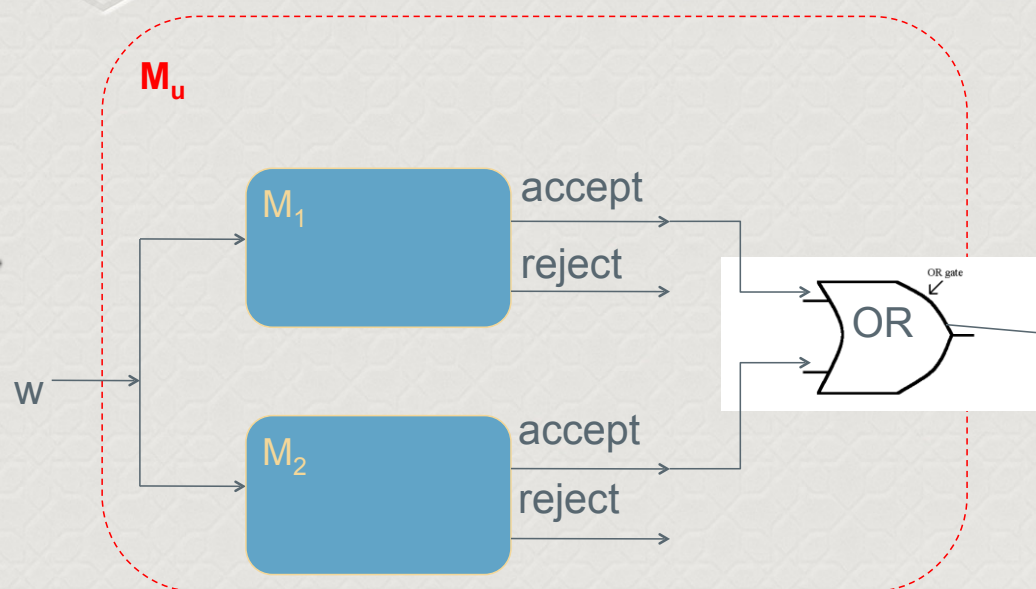 Mᵤ
M₁
accept
reject
OR gate
OR
w
M₂
accept
reject